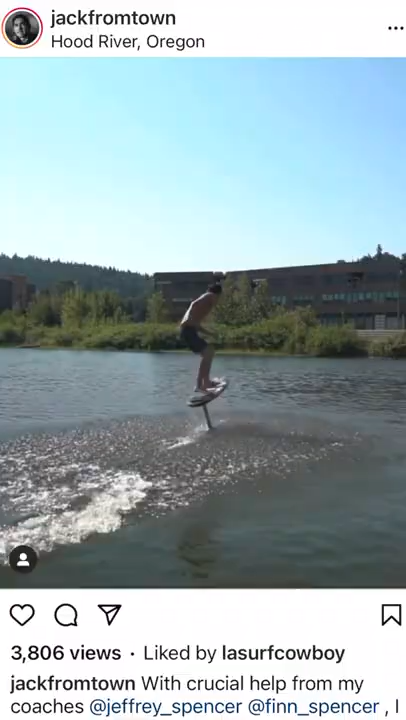 jackfromtown
Hood River, Oregon
3,806 views · Liked by lasurfcowboy
jackfromtown With crucial help from my
coaches @jeffrey_spencer @finn_spencer , I